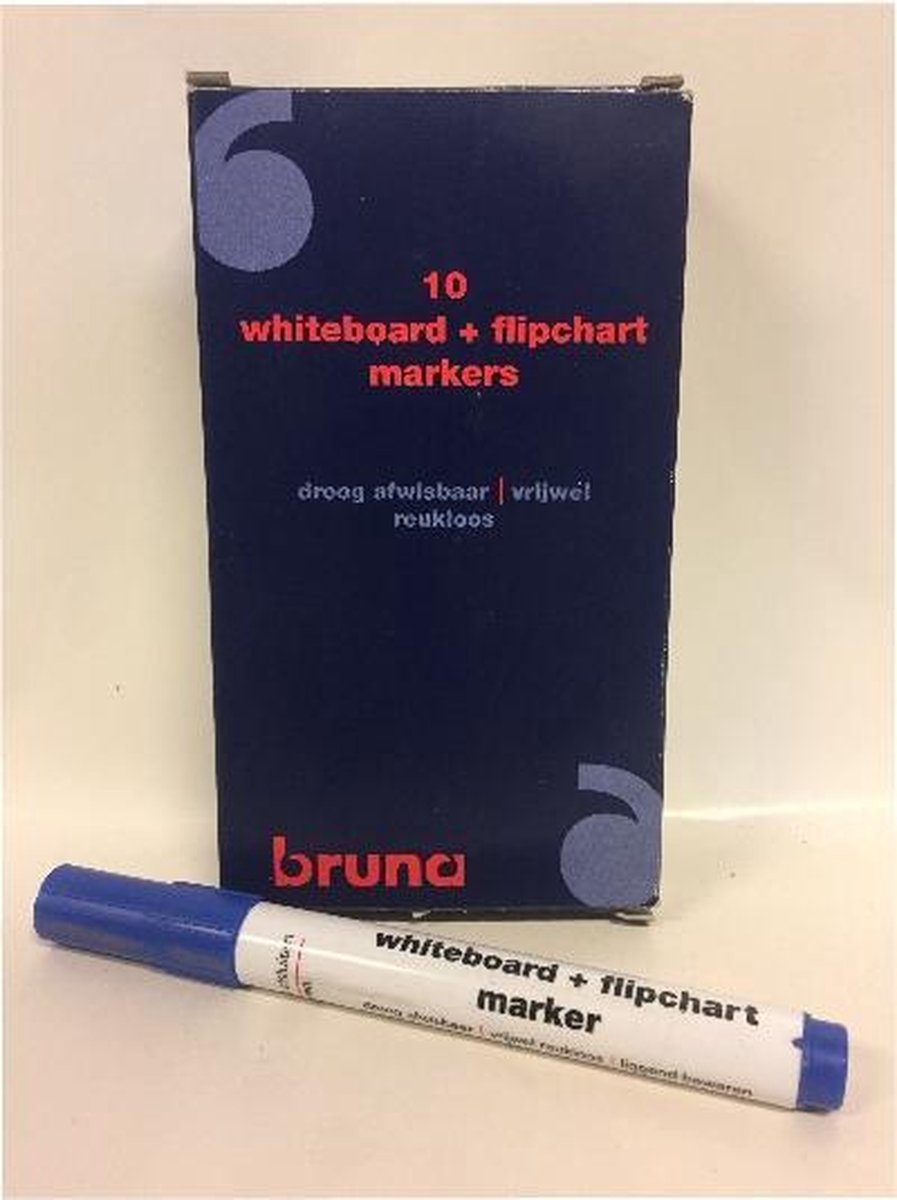 10
whiteboard + flipchart
markers
droog afwisbaar | vrijwel
reukloos
bruna
whiteboard + flipchart
marker
droog afwisbaar | vrijwel reukloos | liggend bewaren